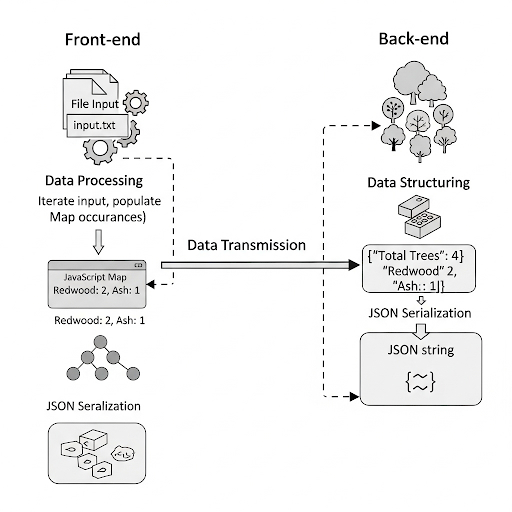 Front-end
File Input
input.txt
Data Processing
Iterate input, populate
Map occurances)
JavaScript Map
Redwood: 2, Ash: 1
Redwood: 2, Ash: 1
JSON Seralization
Data Transmission
Back-end
Data Structuring
{"Total Trees": 4}
"Redwood" 2,
"Ash:: 1J}
JSON Serialization
JSON string
{~~}